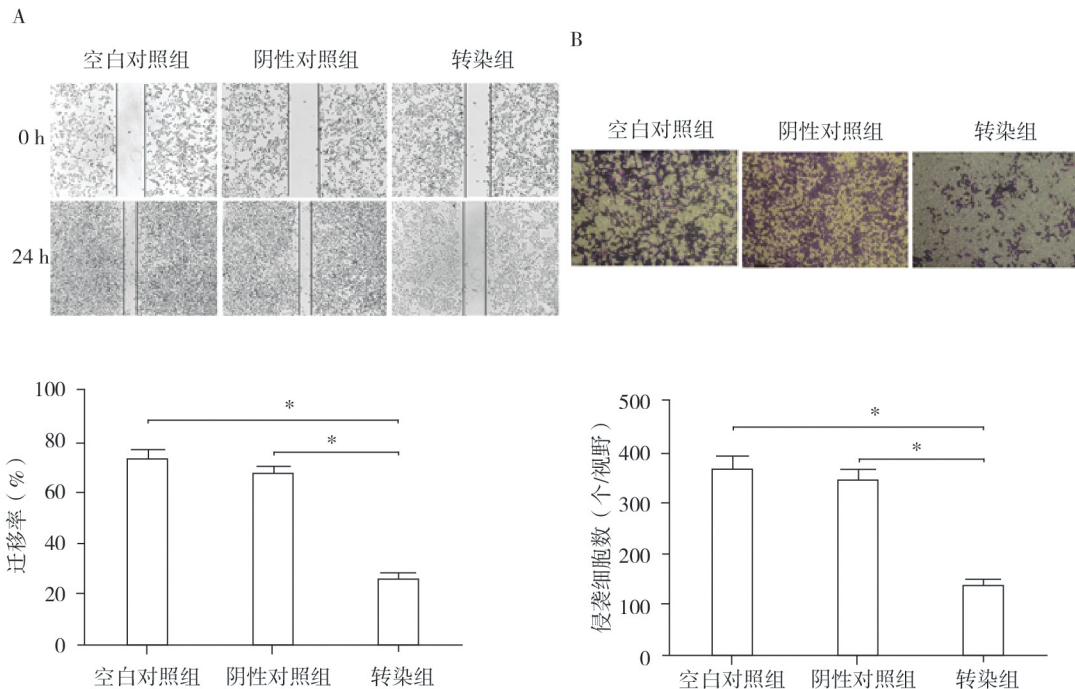 A
空白对照组 阴性对照组 转染组
0 h
24 h
B
空白对照组 阴性对照组 转染组
100
80
60
40
20
0
迁移率（%）
*
*
空白对照组 阴性对照组 转染组
500
400
300
200
100
0
侵袭细胞数（个/视野）
*
*
空白对照组 阴性对照组 转染组